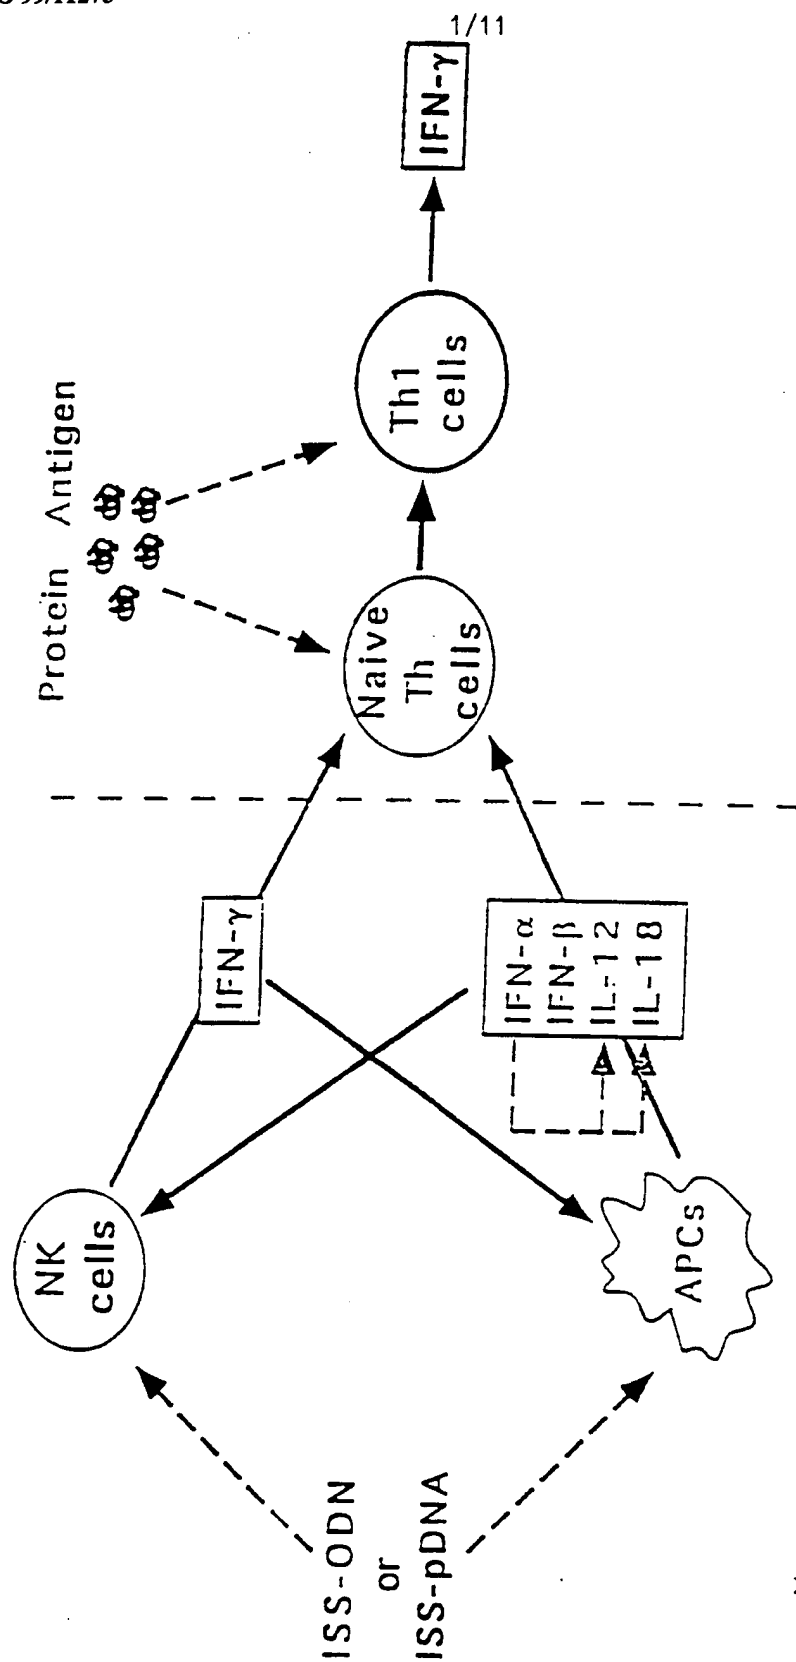 1/11
ISS-ODN
or
ISS-pDNA
NK
cells
APCs
IFN-γ
IFN-α
IFN-β
IL-12
IL-18
Protein Antigen
Naive
Th
cells
Th1
cells
IFN-γ